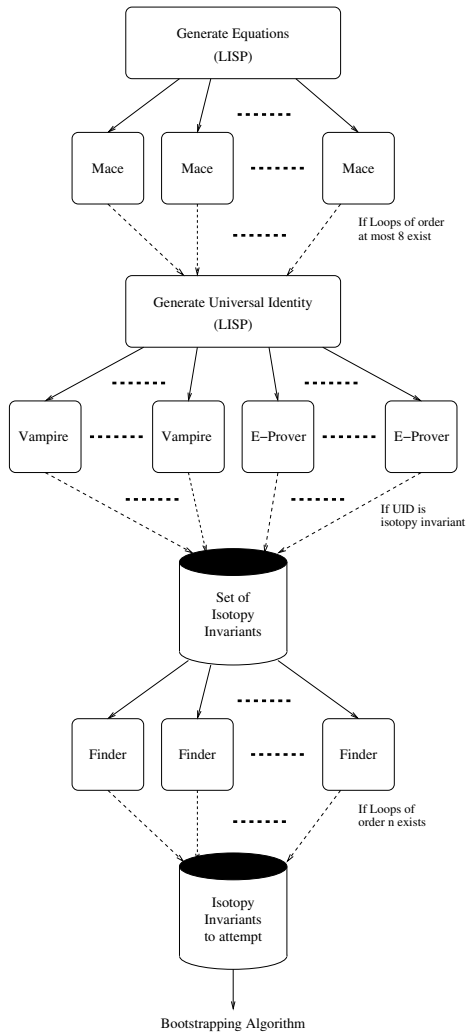 Generate Equations
(LISP)
Mace
Mace
Mace
If Loops of order
at most 8 exist
Generate Universal Identity
(LISP)
Vampire
Vampire
E−Prover
E−Prover
If UID is
isotopy invariant
Set of
Isotopy
Invariants
Finder
Finder
Finder
If Loops of
order n exists
Isotopy
Invariants
to attempt
Bootstrapping Algorithm